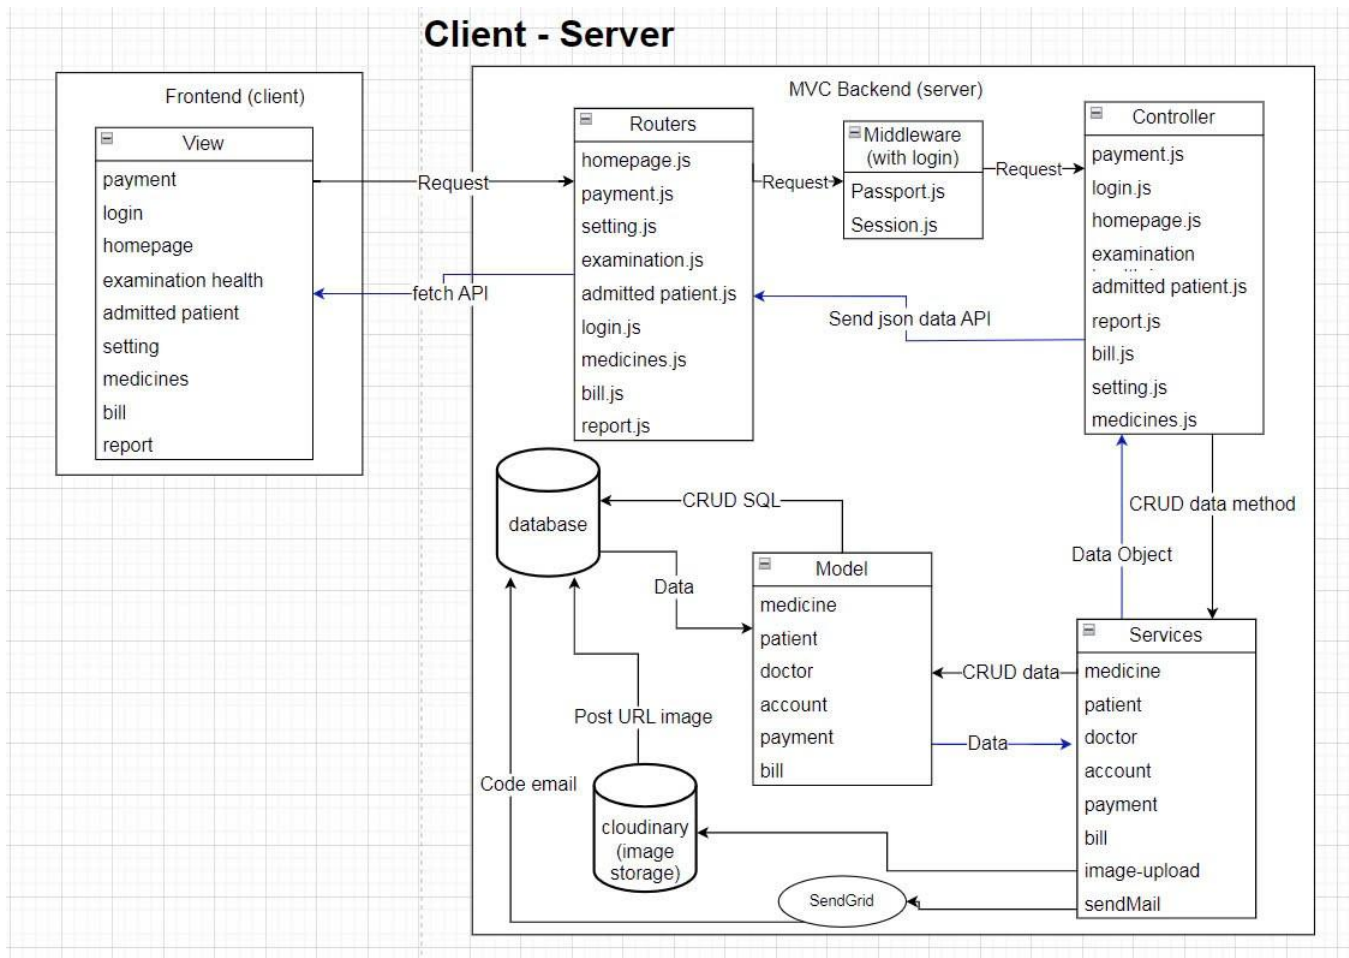 Client - Server
Frontend (client)
View
payment
login
homepage
examination health
admitted patient
setting
medicines
bill
report
Request
fetch API
MVC Backend (server)
Routers
homepage.js
payment.js
setting.js
examination.js
admitted patient.js
login.js
medicines.js
bill.js
report.js
Request
Middleware
(with login)
Passport.js
Session.js
Request
Send json data API
Controller
payment.js
login.js
homepage.js
examination
admitted patient.js
report.js
bill.js
setting.js
medicines.js
database
CRUD SQL
Data
CRUD data method
Data Object
Model
medicine
patient
doctor
account
payment
bill
CRUD data
Data
Services
medicine
patient
doctor
account
payment
bill
image-upload
sendMail
Post URL image
Code email
cloudinary
(image
storage)
SendGrid